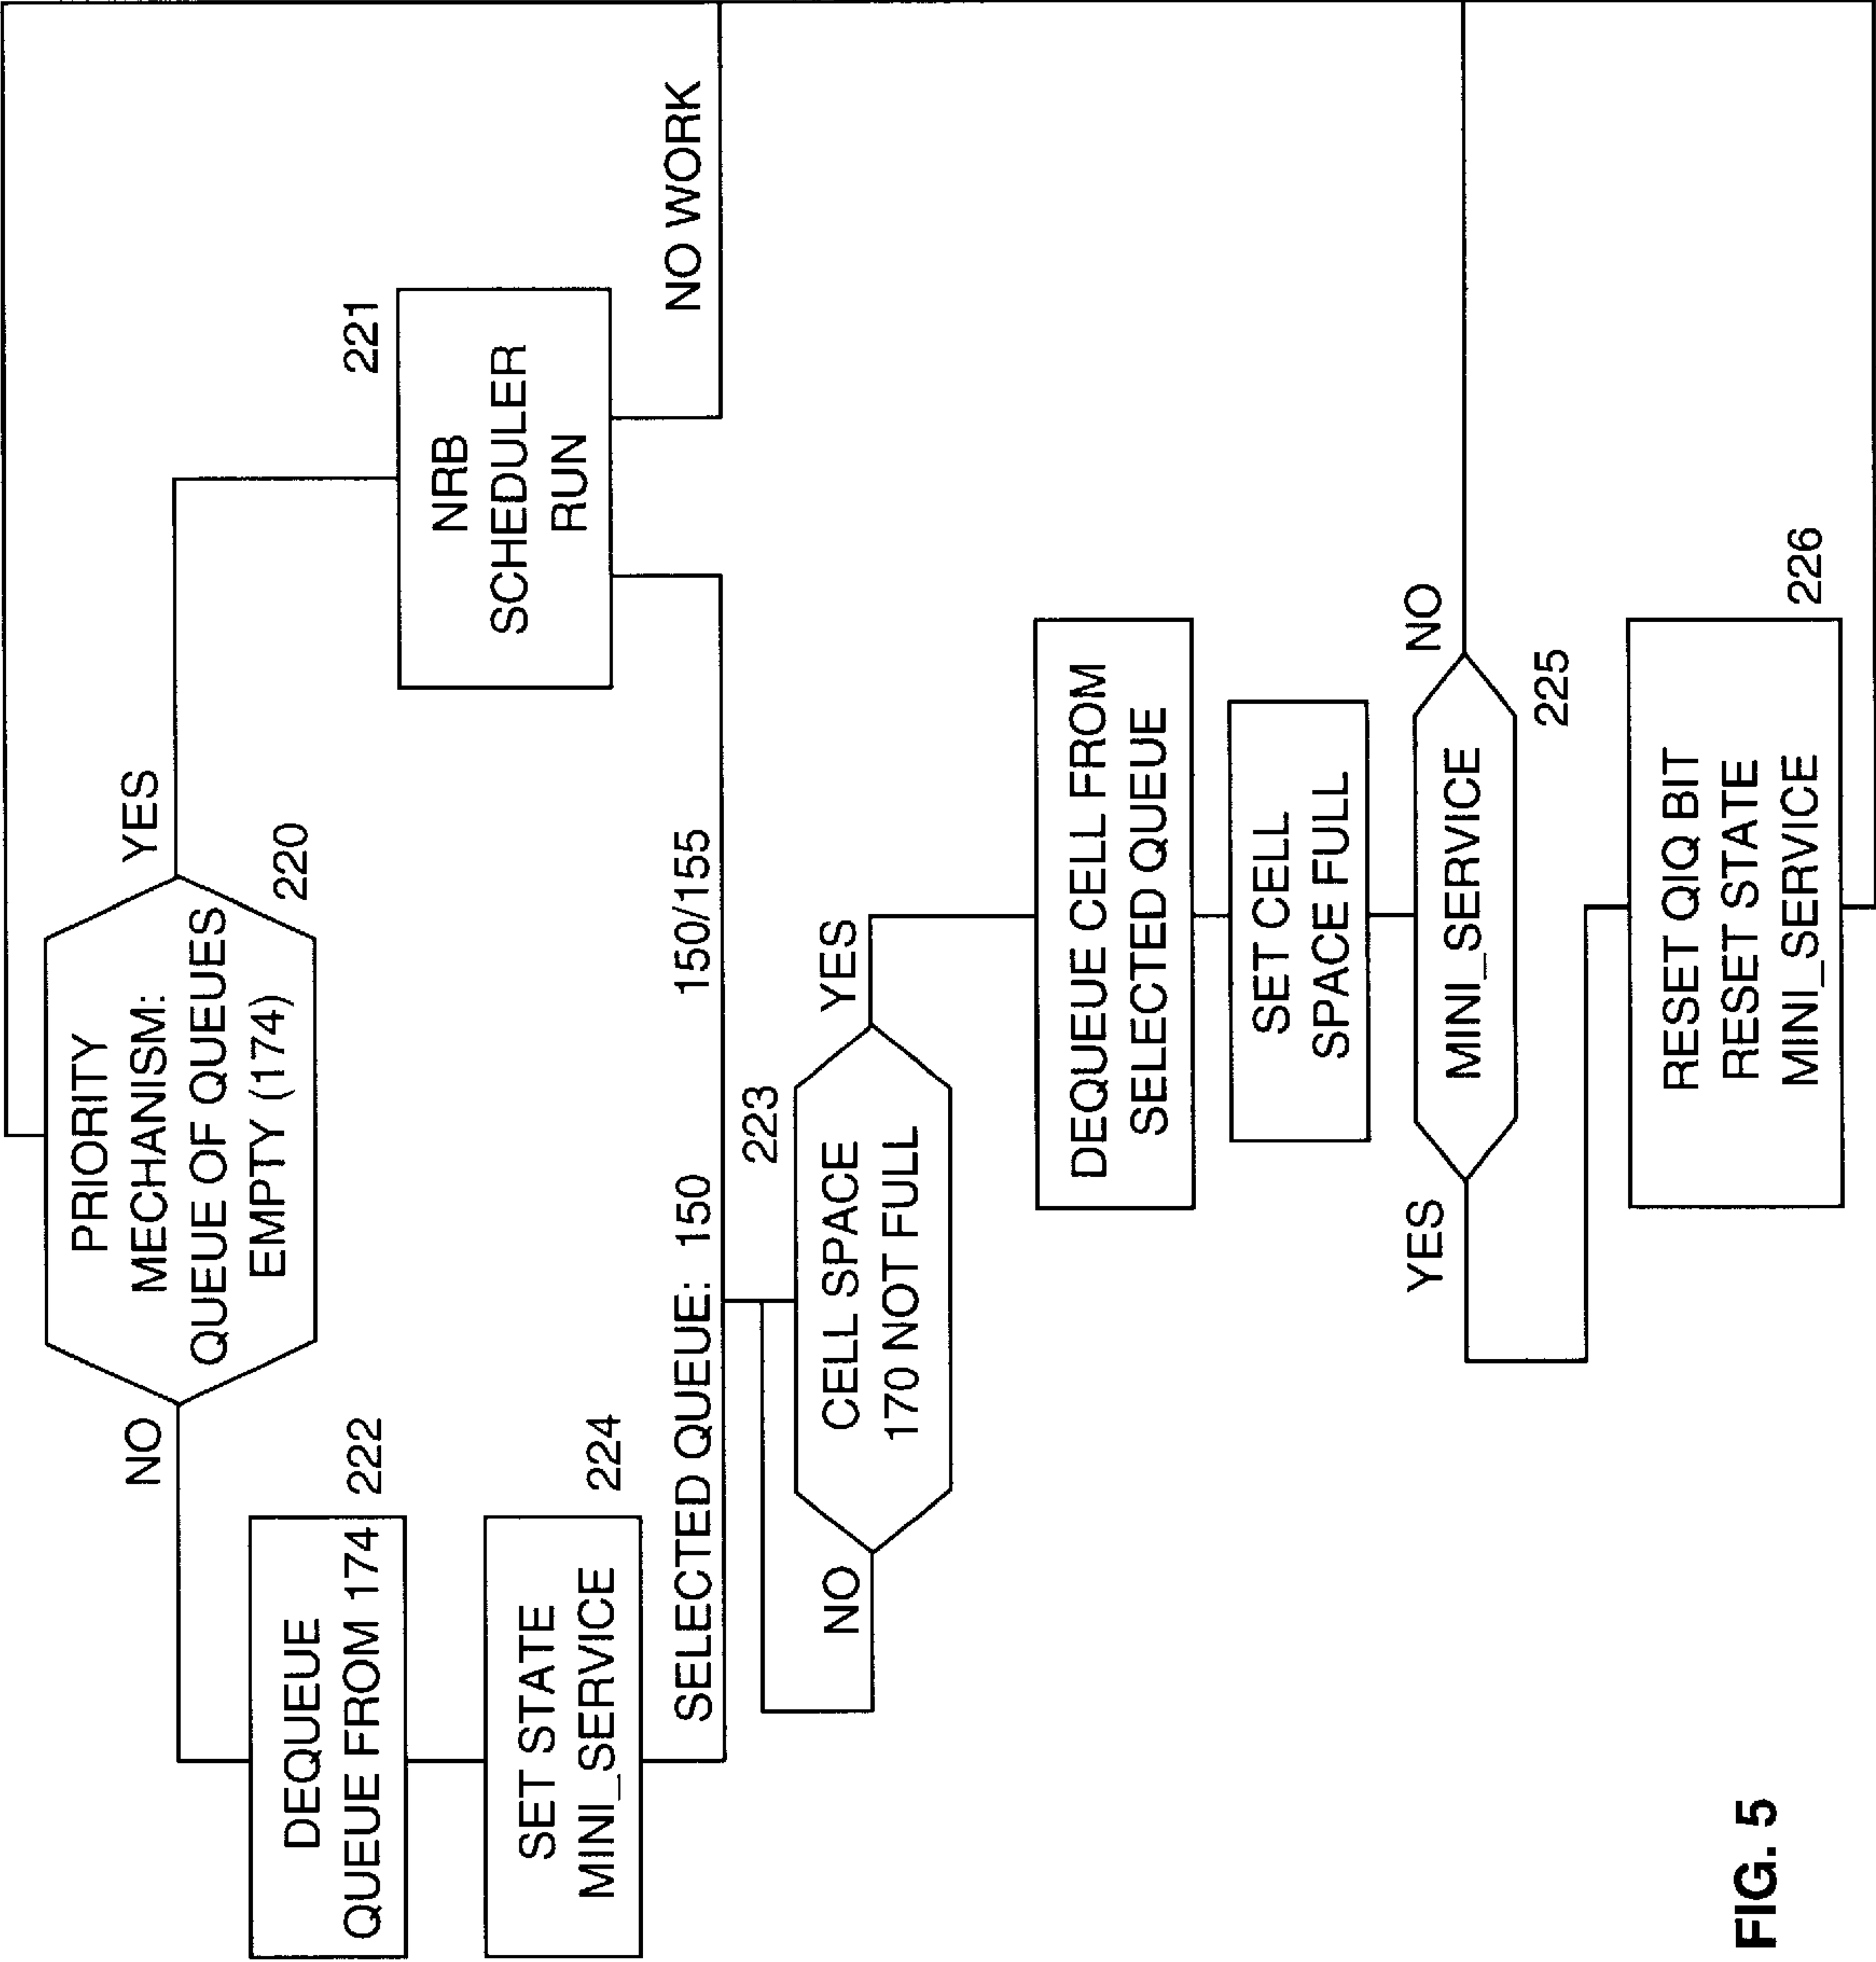 PRIORITY
MECHANISM:
QUEUE OF QUEUES
EMPTY (174)
NO
YES
220
DEQUEUE
QUEUE FROM 174
222
NRB
SCHEDULER
RUN
221
SET STATE
MINI_SERVICE
224
SELECTED QUEUE: 150
150/155
NO WORK
223
CELL SPACE
170 NOT FULL
NO
YES
DEQUEUE CELL FROM
SELECTED QUEUE
SET CELL
SPACE FULL
MINI_SERVICE
YES
NO
225
RESET QIQ BIT
RESET STATE
MINI_SERVICE
226
FIG. 5